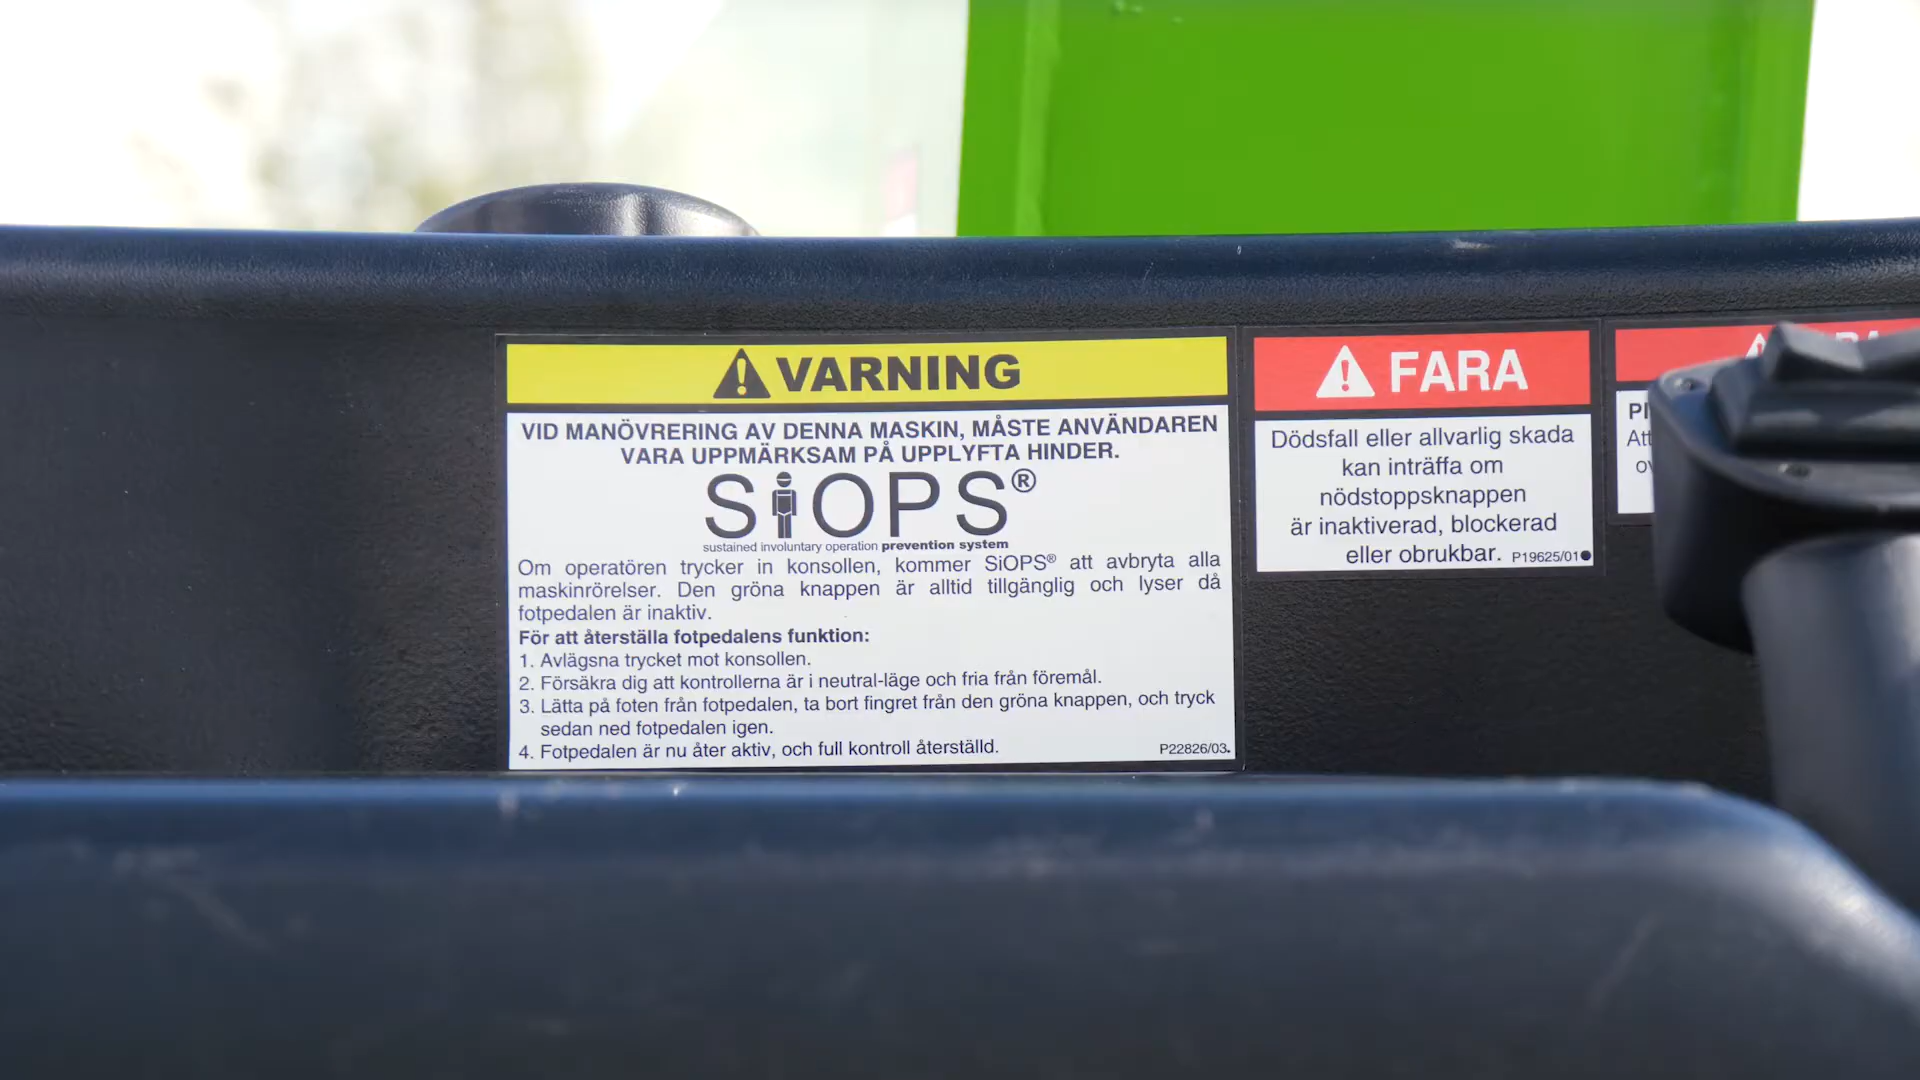 VARNING
VID MANÖVRERING AV DENNA MASKIN, MÅSTE ANVÄNDAREN
VARA UPPMÄRKSAM PÅ UPPLYFTA HINDER.
SiOPS®
sustained involuntary operation prevention system
Om operatören trycker in konsollen, kommer SiOPS® att avbryta alla
maskinrörelser. Den gröna knappen är alltid tillgänglig och lyser då
fotpedalen är inaktiv.
För att återställa fotpedalens funktion:
1. Avlägsna trycket mot konsollen.
2. Försäkra dig att kontrollerna är i neutral-läge och fria från föremål.
3. Lätta på foten från fotpedalen, ta bort fingret från den gröna knappen, och tryck
sedan ned fotpedalen igen.
4. Fotpedalen är nu åter aktiv, och full kontroll återställd.
P22826/03
FARA
Dödsfall eller allvarlig skada
kan inträffa om
nödstoppsknappen
är inaktiverad, blockerad
eller obrukbar.
P19625/01